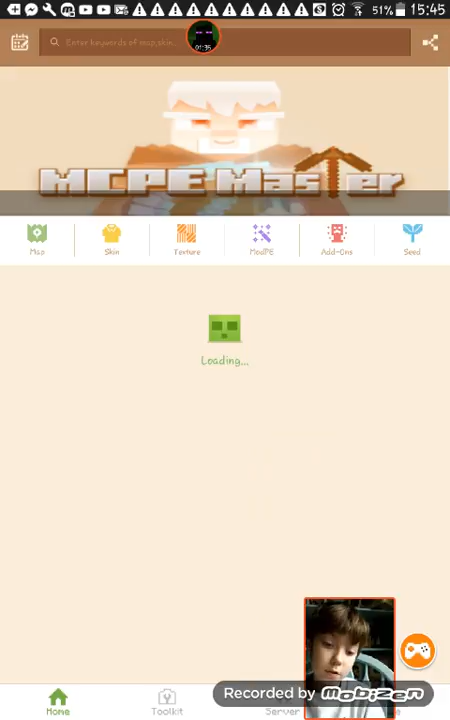 51% 15:45
Enter keywords of map,skin...
01:35
MCPE Master
Map Skin Texture ModPE Add-Ons Seed
Loading...
Home Toolkit Server
Recorded by Mobizen